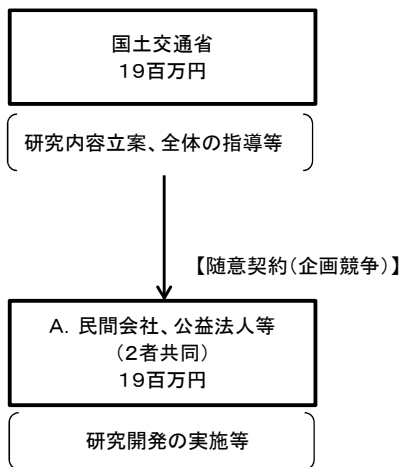 国土交通省
19百万円
研究内容立案、全体の指導等
【随意契約(企画競争)】
A. 民間会社、公益法人等
(2者共同)
19百万円
研究開発の実施等